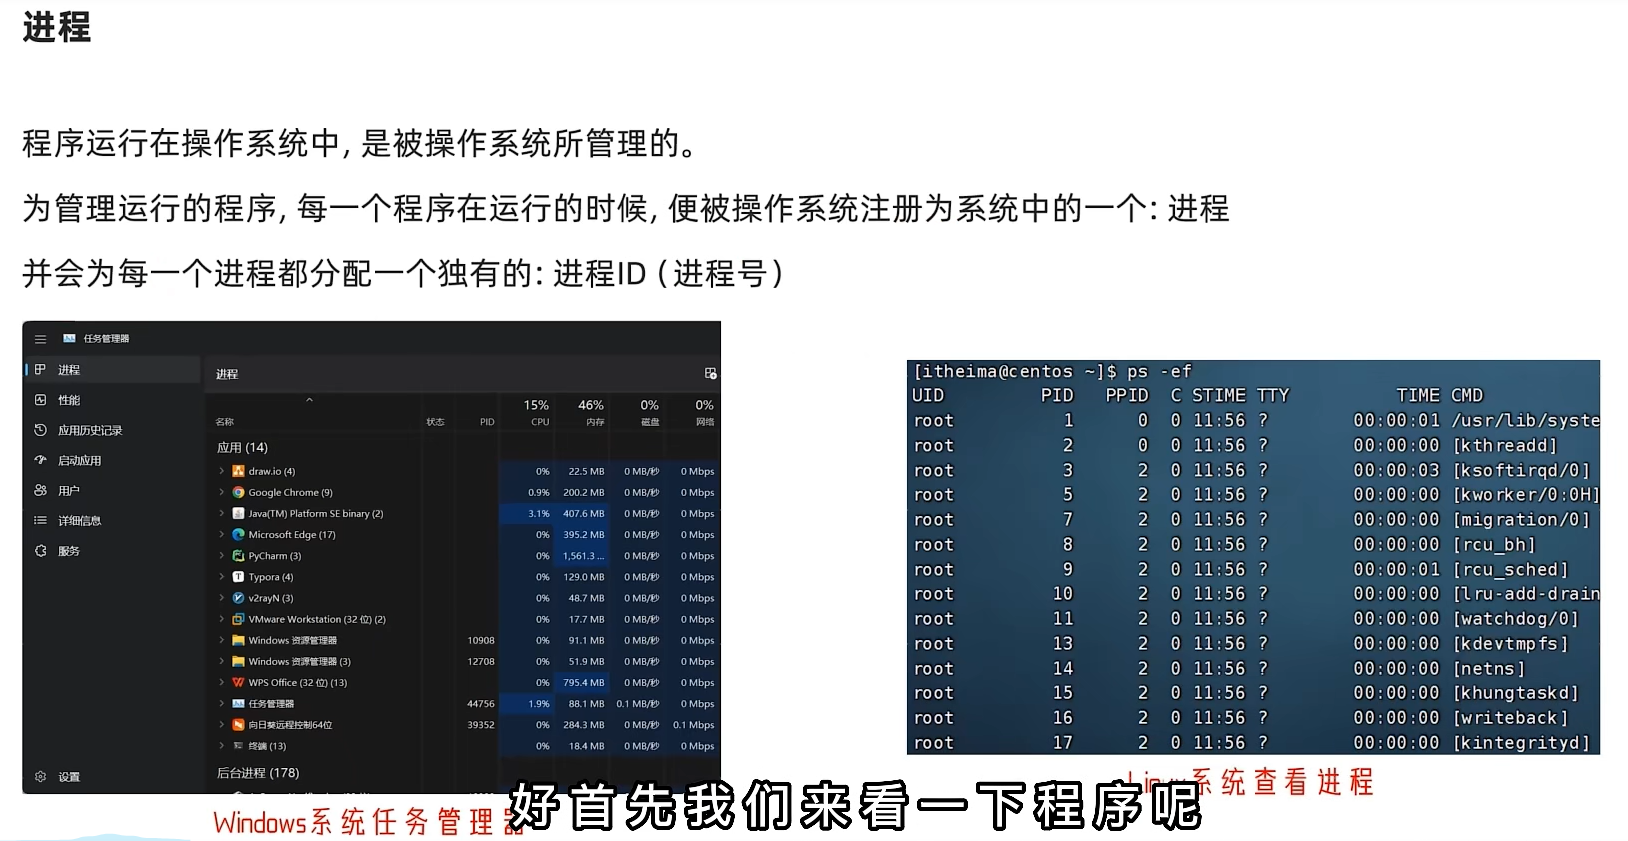 进程
程序运行在操作系统中, 是被操作系统所管理的。
为管理运行的程序, 每一个程序在运行的时候, 便被操作系统注册为系统中的一个: 进程
并会为每一个进程都分配一个独有的: 进程ID ( 进程号 )
任务管理器
进程
性能
应用历史记录
启动应用
用户
详细信息
服务
设置
进程
15% 46% 0% 0%
名称 状态 PID CPU 内存 磁盘 网络
应用 (14)
draw.io (4) 0% 22.5 MB 0 MB/秒 0 Mbps
Google Chrome (9) 0.9% 200.2 MB 0 MB/秒 0 Mbps
Java(TM) Platform SE binary (2) 3.1% 407.6 MB 0 MB/秒 0 Mbps
Microsoft Edge (17) 0% 395.2 MB 0 MB/秒 0 Mbps
PyCharm (3) 0% 1,561.3 ... 0 MB/秒 0 Mbps
Typora (4) 0% 129.0 MB 0 MB/秒 0 Mbps
v2rayN (3) 0% 48.7 MB 0 MB/秒 0 Mbps
VMware Workstation (32 位) (2) 0% 17.7 MB 0 MB/秒 0 Mbps
Windows 资源管理器 10908 0% 91.1 MB 0 MB/秒 0 Mbps
Windows 资源管理器 (3) 12708 0% 51.9 MB 0 MB/秒 0 Mbps
WPS Office (32 位) (13) 0% 795.4 MB 0 MB/秒 0 Mbps
任务管理器 44756 1.9% 88.1 MB 0.1 MB/秒 0 Mbps
向日葵远程控制64位 39352 0% 284.3 MB 0 MB/秒 0.1 Mbps
终端 (13) 0% 18.4 MB 0 MB/秒 0 Mbps
后台进程 (178)
[itheima@centos ~]$ ps -ef
UID PID PPID C STIME TTY TIME CMD
root 1 0 0 11:56 ? 00:00:01 /usr/lib/syste
root 2 0 0 11:56 ? 00:00:00 [kthreadd]
root 3 2 0 11:56 ? 00:00:03 [ksoftirqd/0]
root 5 2 0 11:56 ? 00:00:00 [kworker/0:0H]
root 7 2 0 11:56 ? 00:00:00 [migration/0]
root 8 2 0 11:56 ? 00:00:00 [rcu_bh]
root 9 2 0 11:56 ? 00:00:01 [rcu_sched]
root 10 2 0 11:56 ? 00:00:00 [lru-add-drain
root 11 2 0 11:56 ? 00:00:00 [watchdog/0]
root 13 2 0 11:56 ? 00:00:00 [kdevtmpfs]
root 14 2 0 11:56 ? 00:00:00 [netns]
root 15 2 0 11:56 ? 00:00:00 [khungtaskd]
root 16 2 0 11:56 ? 00:00:00 [writeback]
root 17 2 0 11:56 ? 00:00:00 [kintegrityd]
Windows系统任务管理器
Linux系统查看进程
好首先我们来看一下程序呢